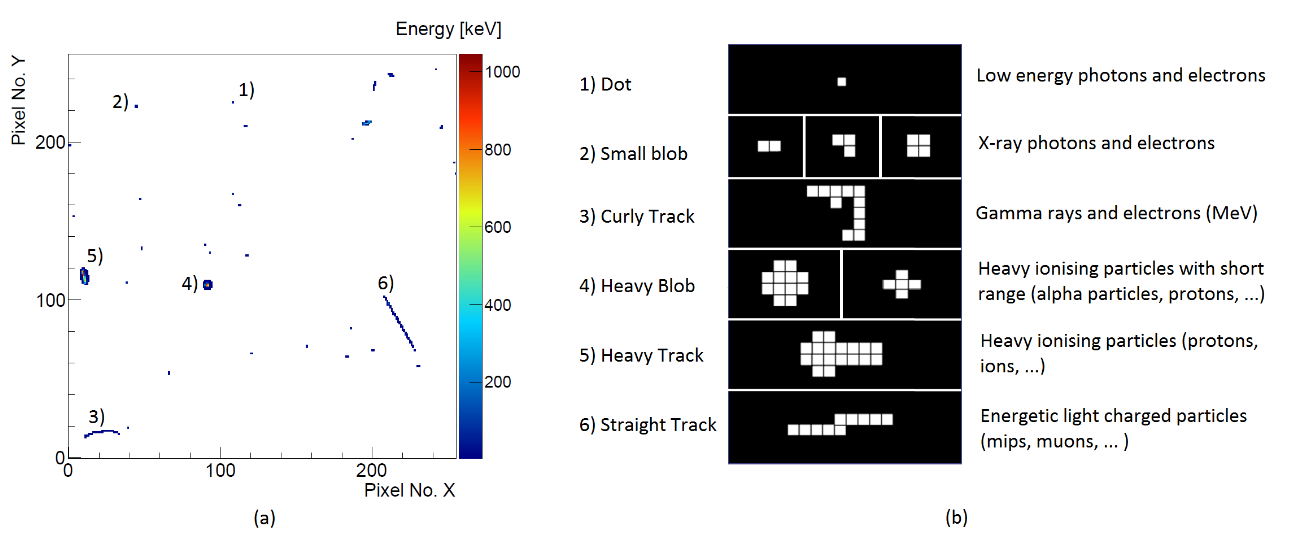 Energy [keV]
Pixel No. Y
1000
800
600
400
200
200
100
0
0
100
200
Pixel No. X
1)
2)
3)
4)
5)
6)
(a)
1) Dot
Low energy photons and electrons
2) Small blob
X-ray photons and electrons
3) Curly Track
Gamma rays and electrons (MeV)
4) Heavy Blob
Heavy ionising particles with short
range (alpha particles, protons, ...)
5) Heavy Track
Heavy ionising particles (protons,
ions, ...)
6) Straight Track
Energetic light charged particles
(mips, muons, ... )
(b)